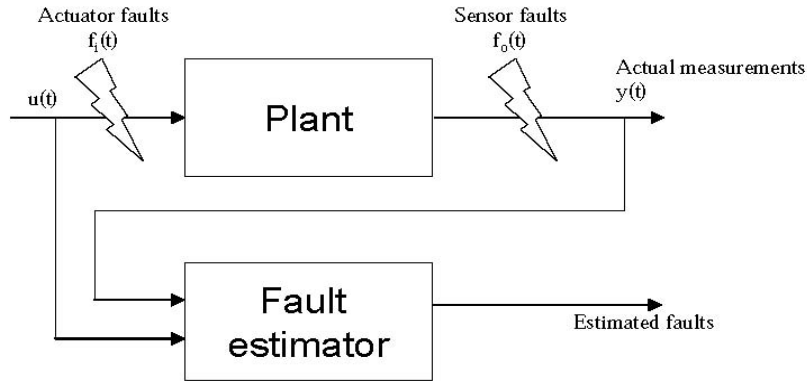 Actuator faults
fᵢ(t)
Sensor faults
fₒ(t)
Actual measurements
y(t)
u(t)
Plant
Fault
estimator
Estimated faults